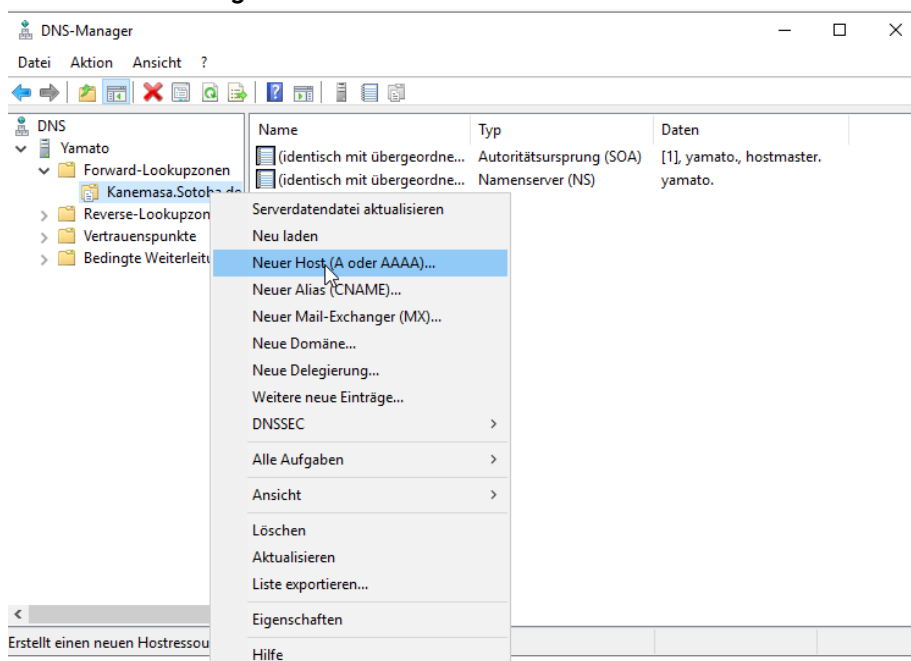 DNS-Manager
Datei Aktion Ansicht ?
DNS
Yamato
Forward-Lookupzonen
Kanemasa.Sotoba.de
Reverse-Lookupzon
Vertrauenspunkte
Bedingte Weiterleitu
Name Typ Daten
(identisch mit übergeordne... Autoritätsursprung (SOA) [1], yamato., hostmaster.
(identisch mit übergeordne... Namenserver (NS) yamato.
Serverdatendatei aktualisieren
Neu laden
Neuer Host (A oder AAAA)...
Neuer Alias (CNAME)...
Neuer Mail-Exchanger (MX)...
Neue Domäne...
Neue Delegierung...
Weitere neue Einträge...
DNSSEC
Alle Aufgaben
Ansicht
Löschen
Aktualisieren
Liste exportieren...
Eigenschaften
Hilfe
Erstellt einen neuen Hostressou